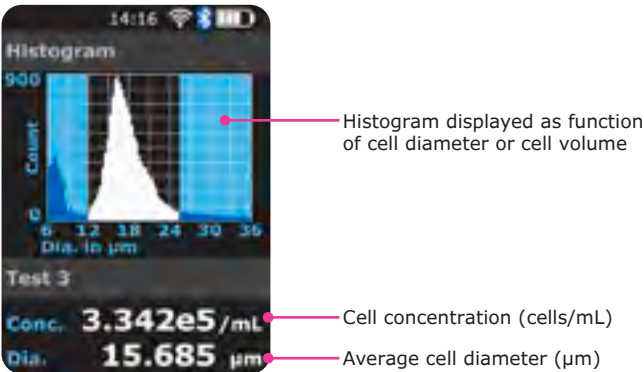 14:16
Histogram
900
Count
0
6 12 18 24 30 36
Dia. in µm
Test 3
Conc. 3.342e5 /mL
Dia. 15.685 µm
Histogram displayed as function
of cell diameter or cell volume
Cell concentration (cells/mL)
Average cell diameter (µm)